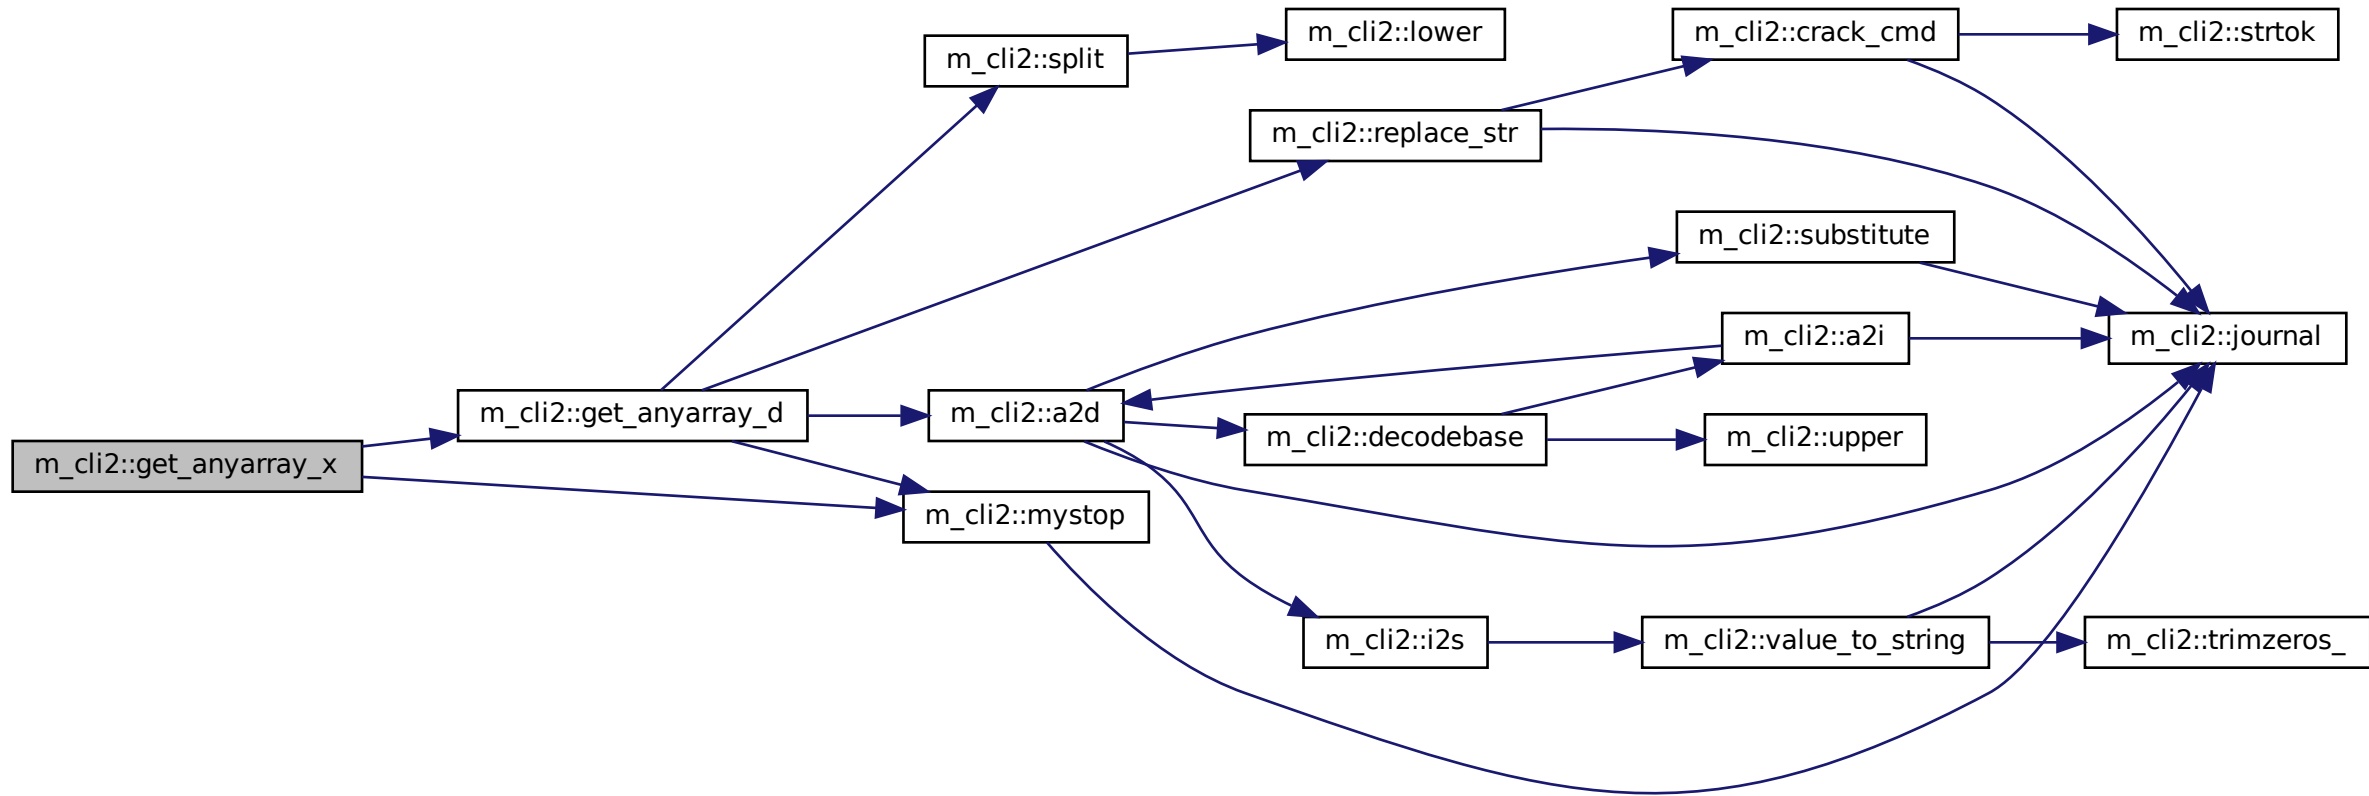 m_cli2::lower
m_cli2::crack_cmd
m_cli2::strtok
m_cli2::split
m_cli2::replace_str
m_cli2::substitute
m_cli2::a2i
m_cli2::journal
m_cli2::get_anyarray_d
m_cli2::a2d
m_cli2::decodebase
m_cli2::upper
m_cli2::get_anyarray_x
m_cli2::mystop
m_cli2::i2s
m_cli2::value_to_string
m_cli2::trimzeros_